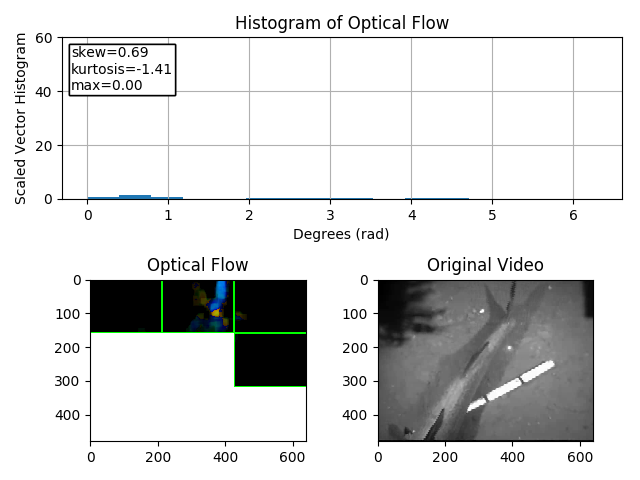 Histogram of Optical Flow
Scaled Vector Histogram
60
40
20
0
skew=0.69
kurtosis=-1.41
max=0.00
0 1 2 3 4 5 6
Degrees (rad)
Optical Flow
0
100
200
300
400
0 200 400 600
Original Video
0
100
200
300
400
0 200 400 600